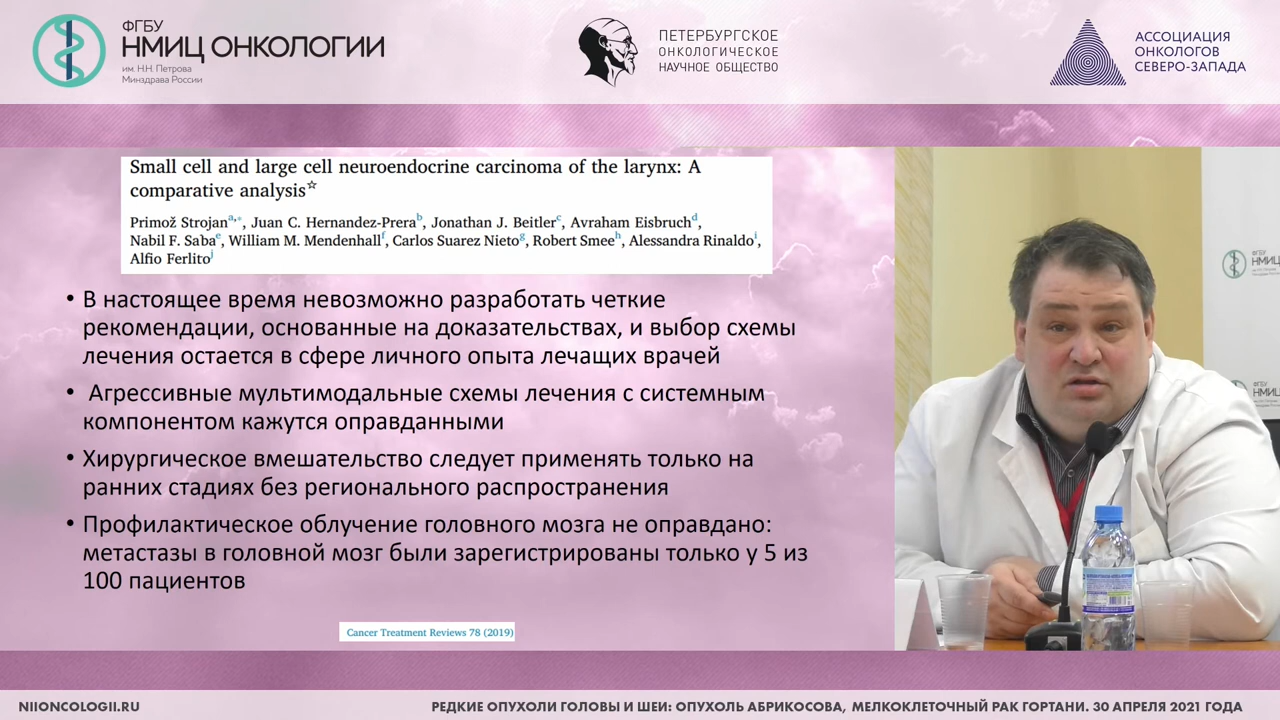 ФГБУ
НМИЦ ОНКОЛОГИИ
им. Н.Н. Петрова
Минздрава России
ПЕТЕРБУРГСКОЕ
ОНКОЛОГИЧЕСКОЕ
НАУЧНОЕ ОБЩЕСТВО
АССОЦИАЦИЯ
ОНКОЛОГОВ
СЕВЕРО-ЗАПАДА
Small cell and large cell neuroendocrine carcinoma of the larynx: A
comparative analysis☆
Primož Strojan^a,*, Juan C. Hernandez-Prera^b, Jonathan J. Beitler^c, Avraham Eisbruch^d,
Nabil F. Saba^e, William M. Mendenhall^f, Carlos Suarez Nieto^g, Robert Smee^h, Alessandra Rinaldo^i,
Alfio Ferlito^j
• В настоящее время невозможно разработать четкие
рекомендации, основанные на доказательствах, и выбор схемы
лечения остается в сфере личного опыта лечащих врачей
• Агрессивные мультимодальные схемы лечения с системным
компонентом кажутся оправданными
• Хирургическое вмешательство следует применять только на
ранних стадиях без регионального распространения
• Профилактическое облучение головного мозга не оправдано:
метастазы в головной мозг были зарегистрированы только у 5 из
100 пациентов
Cancer Treatment Reviews 78 (2019)
ФГБУ
НМИЦ
НМИЦ
NIIONCOLOGII.RU
РЕДКИЕ ОПУХОЛИ ГОЛОВЫ И ШЕИ: ОПУХОЛЬ АБРИКОСОВА, МЕЛКОКЛЕТОЧНЫЙ РАК ГОРТАНИ. 30 АПРЕЛЯ 2021 ГОДА